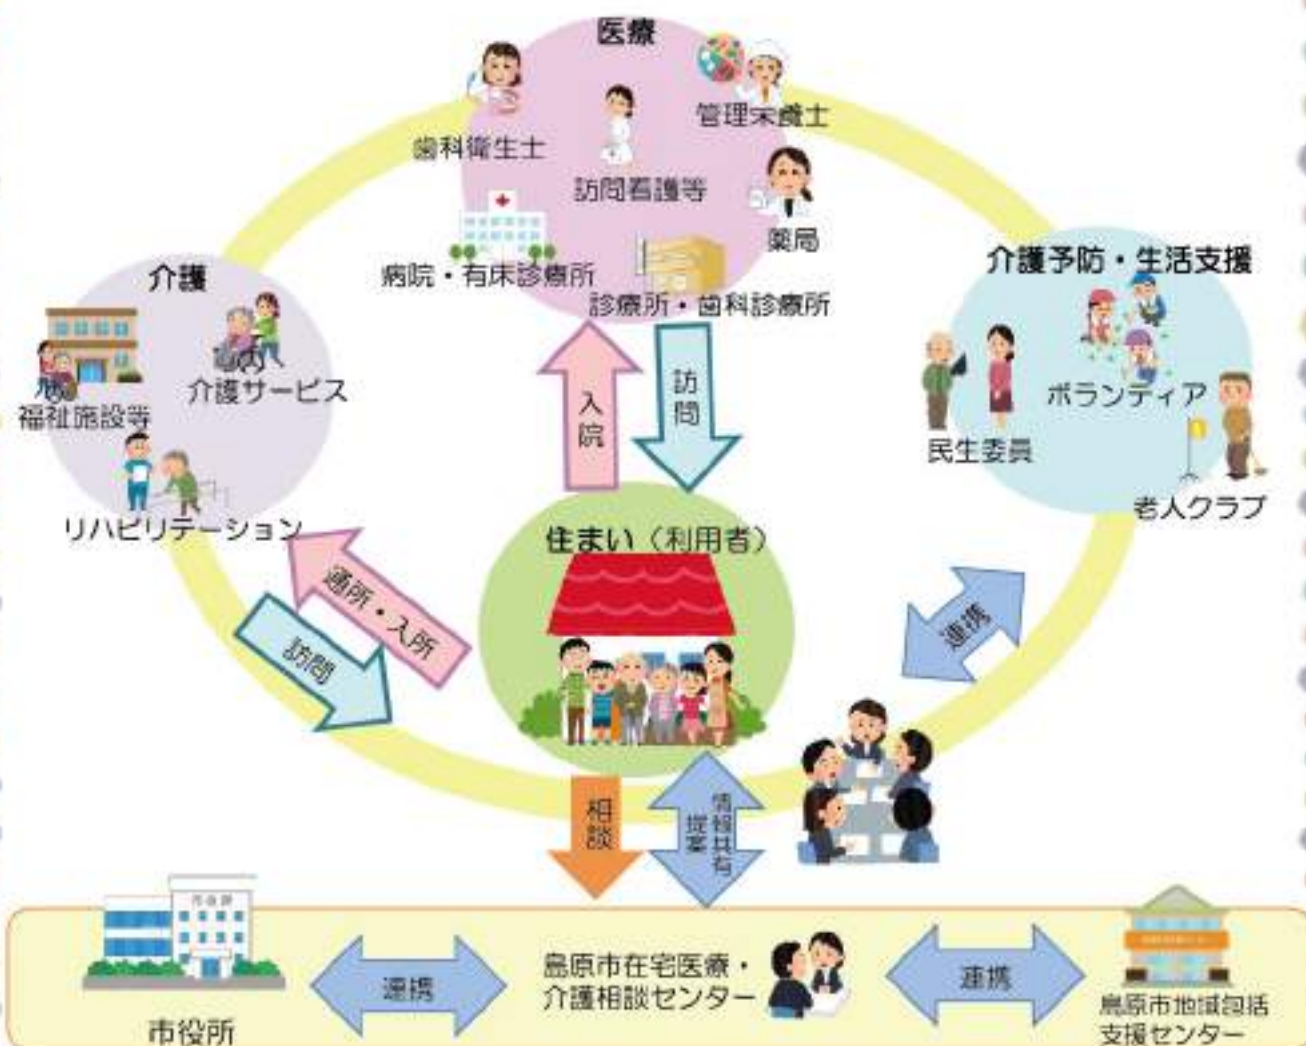 医療
歯科衛生士
管理栄養士
訪問看護等
薬局
病院・有床診療所
診療所・歯科診療所
介護
介護サービス
福祉施設等
リハビリテーション
介護予防・生活支援
ボランティア
民生委員
老人クラブ
入院
訪問
住まい（利用者）
通所・入所
訪問
連携
相談
情報共有
提案
市役所
市役所
連携
島原市在宅医療・
介護相談センター
連携
島原市地域包括
支援センター